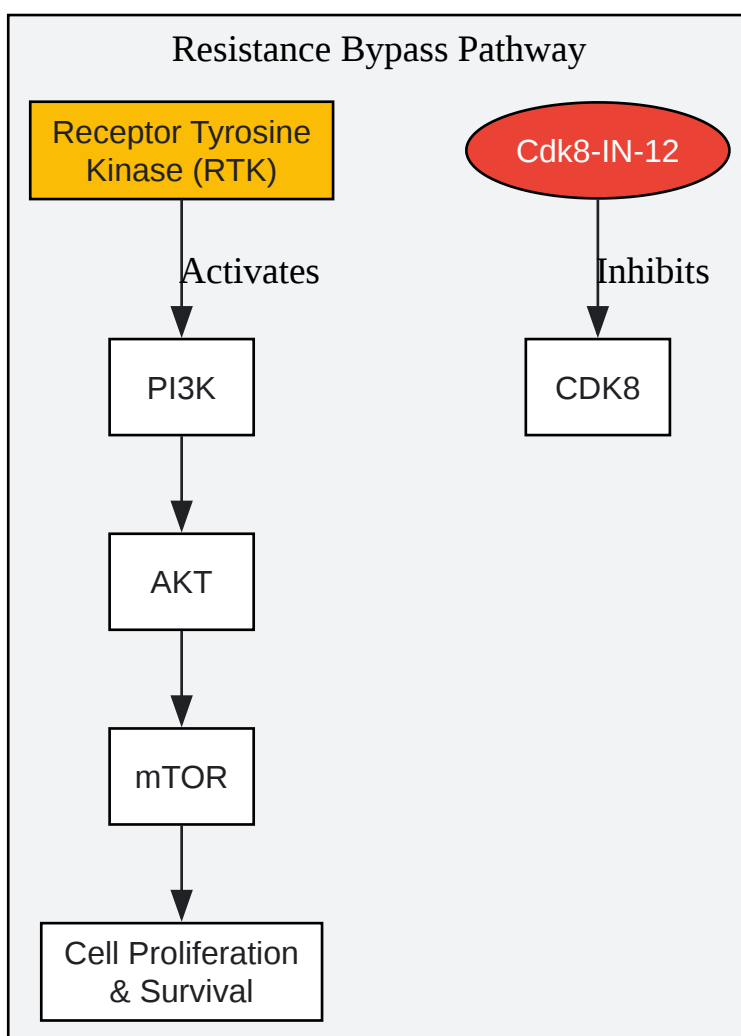 Resistance Bypass Pathway
Receptor Tyrosine
Kinase (RTK)
Cdk8-IN-12
Activates
Inhibits
PI3K
CDK8
AKT
mTOR
Cell Proliferation
& Survival